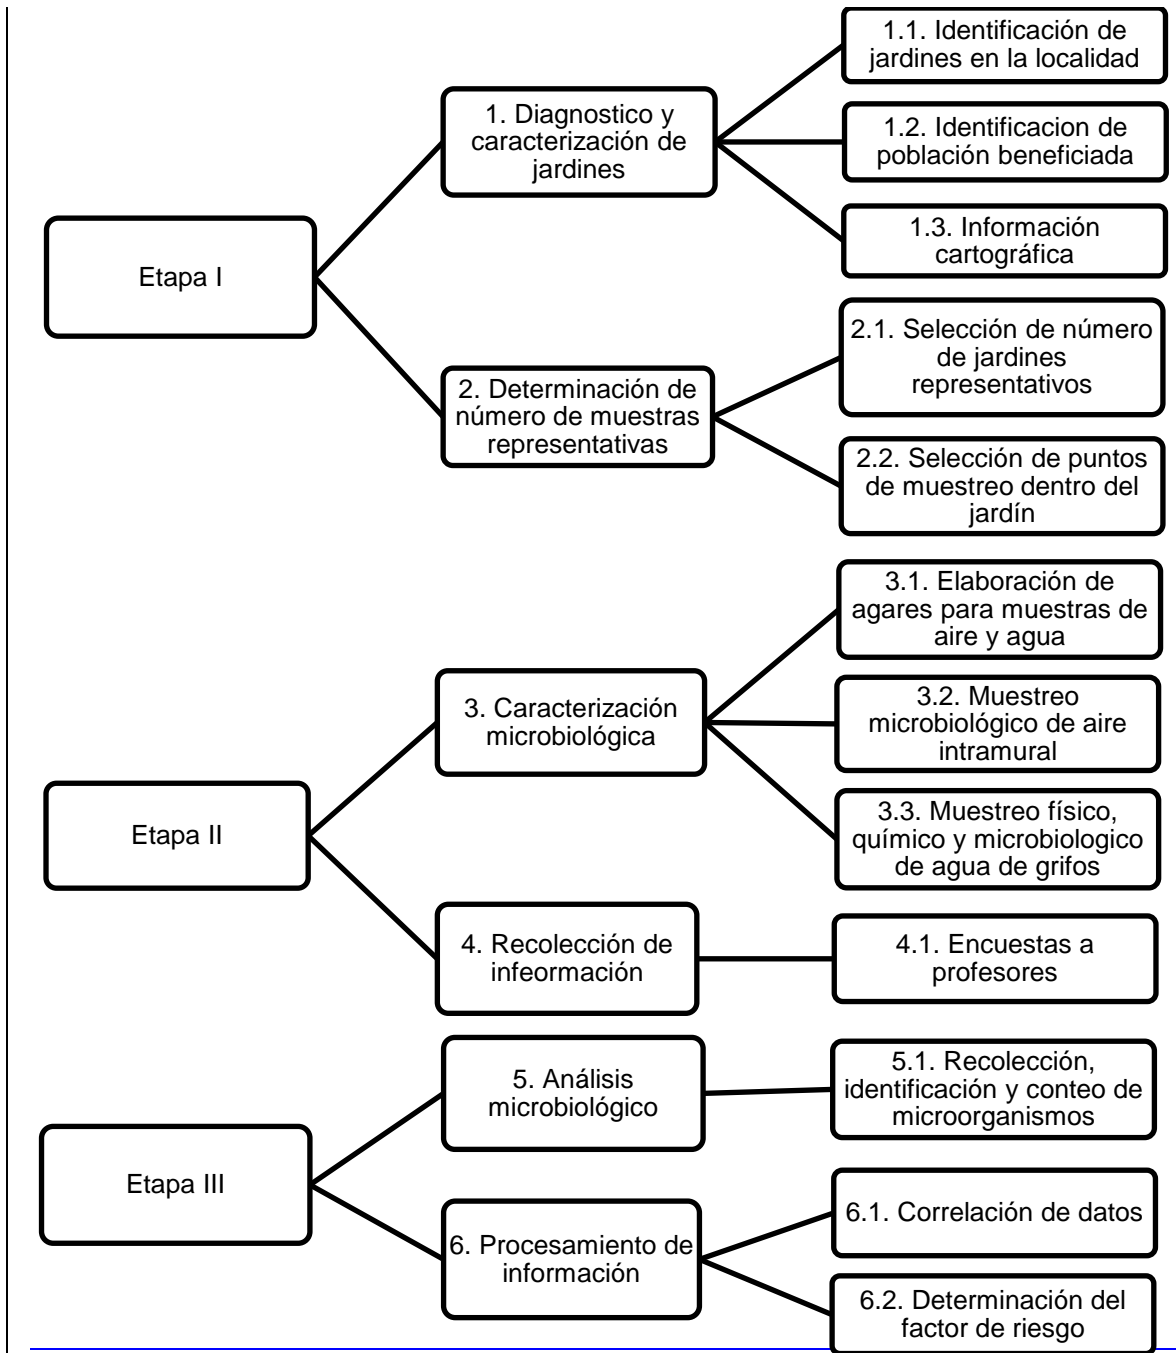 Etapa I
1. Diagnostico y
caracterización de
jardines
1.1. Identificación de
jardines en la localidad
1.2. Identificacion de
poblaciòn beneficiada
1.3. Información
cartográfica
2. Determinación de
número de muestras
representativas
2.1. Selección de número
de jardines
representativos
2.2. Selección de puntos
de muestreo dentro del
jardín
Etapa II
3. Caracterización
microbiológica
3.1. Elaboración de
agares para muestras de
aire y agua
3.2. Muestreo
microbiológico de aire
intramural
3.3. Muestreo físico,
químico y microbiologico
de agua de grifos
4. Recolección de
infeormación
4.1. Encuestas a
profesores
Etapa III
5. Análisis
microbiológico
5.1. Recolección,
identificación y conteo de
microorganismos
6. Procesamiento de
información
6.1. Correlación de datos
6.2. Determinación del
factor de riesgo